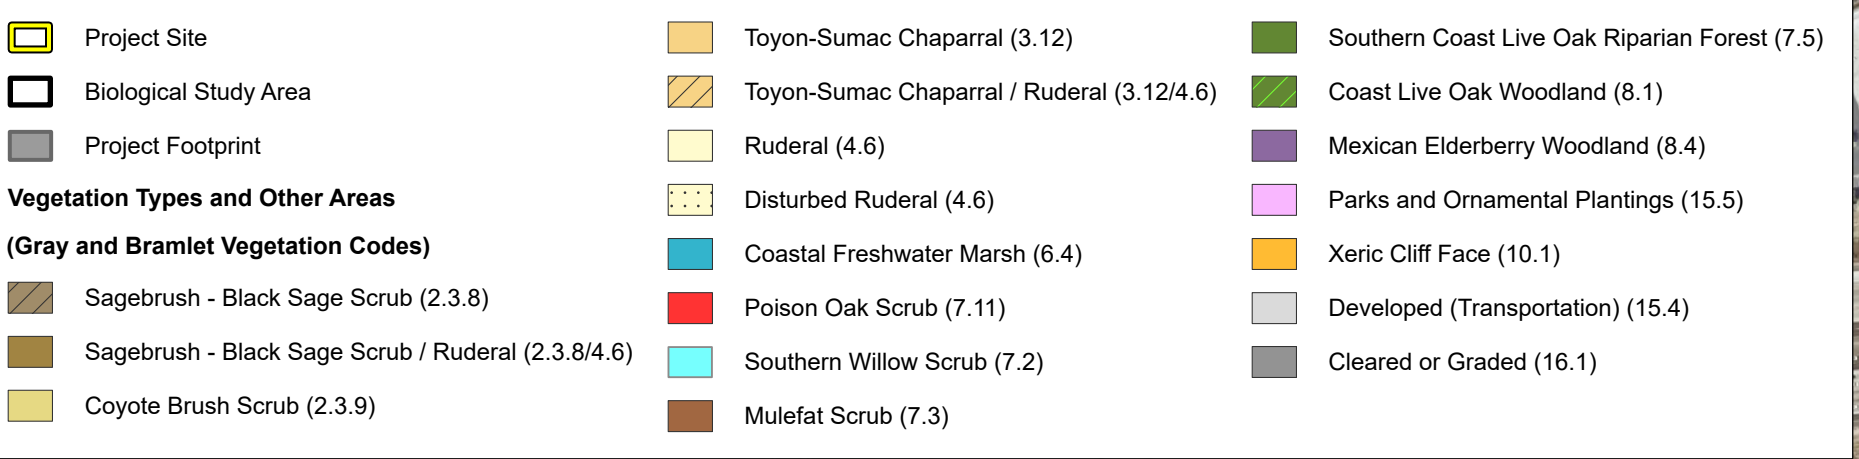 Project Site
Biological Study Area
Project Footprint
Vegetation Types and Other Areas
(Gray and Bramlet Vegetation Codes)
Sagebrush - Black Sage Scrub (2.3.8)
Sagebrush - Black Sage Scrub / Ruderal (2.3.8/4.6)
Coyote Brush Scrub (2.3.9)
Toyon-Sumac Chaparral (3.12)
Toyon-Sumac Chaparral / Ruderal (3.12/4.6)
Ruderal (4.6)
Disturbed Ruderal (4.6)
Coastal Freshwater Marsh (6.4)
Poison Oak Scrub (7.11)
Southern Willow Scrub (7.2)
Mulefat Scrub (7.3)
Southern Coast Live Oak Riparian Forest (7.5)
Coast Live Oak Woodland (8.1)
Mexican Elderberry Woodland (8.4)
Parks and Ornamental Plantings (15.5)
Xeric Cliff Face (10.1)
Developed (Transportation) (15.4)
Cleared or Graded (16.1)